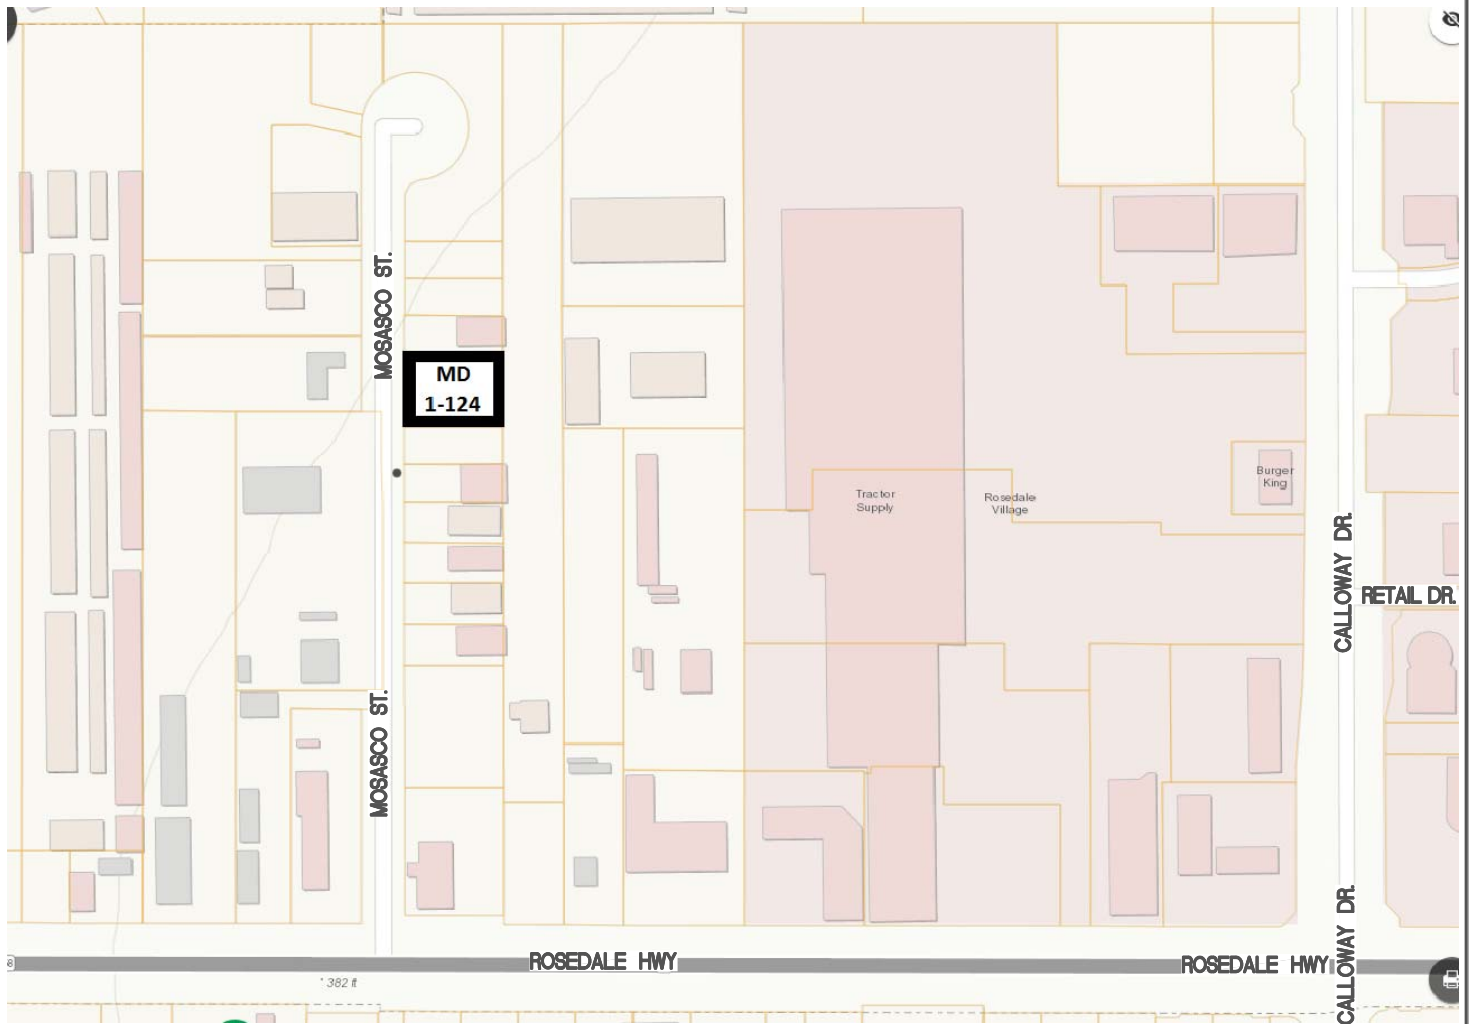 MOSASCO ST.
MD
1-124
Tractor
Supply
Rosedale
Village
Burger
King
CALLOWAY DR.
RETAIL DR.
MOSASCO ST.
ROSEDALE HWY
ROSEDALE HWY
CALLOWAY DR.
382 ft